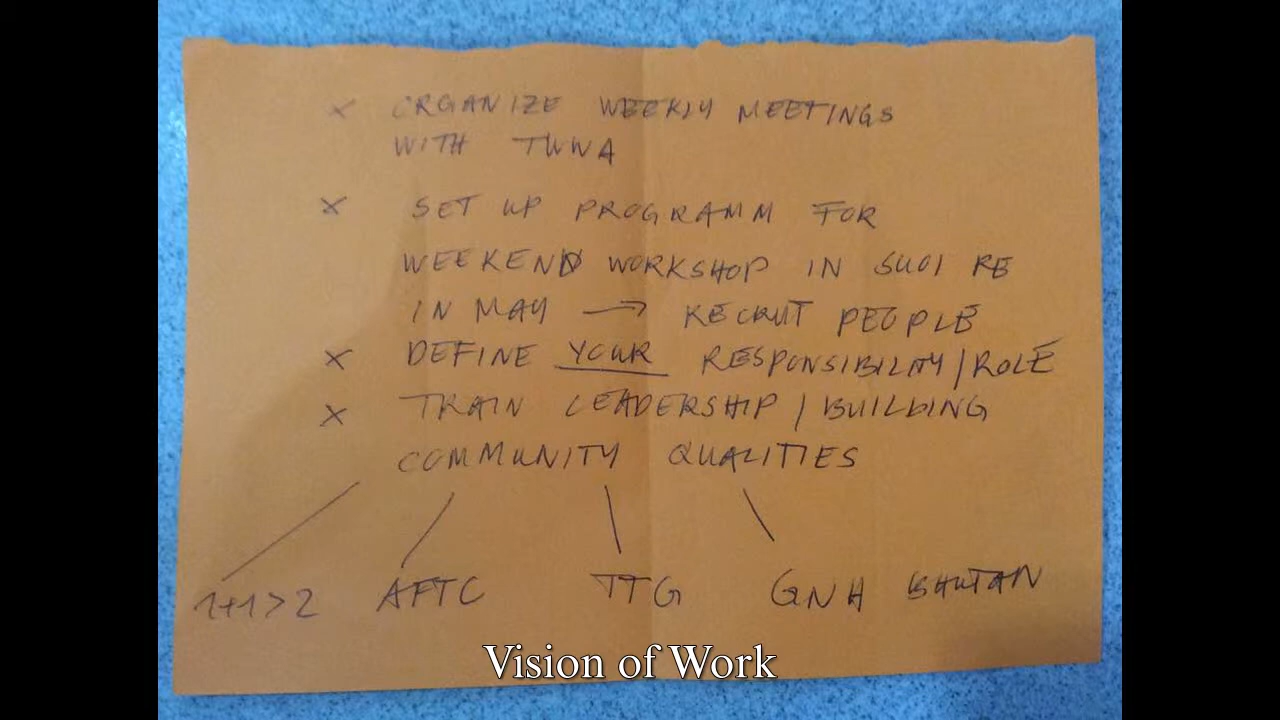 × ORGANIZE WEEKLY MEETINGS
WITH TWWA
× SET UP PROGRAMM FOR
WEEKEND WORKSHOP IN SUOI RE
IN MAY → RECRUT PEOPLE
× DEFINE YOUR RESPONSIBILITY/ROLE
× TRAIN LEADERSHIP/BUILDING
COMMUNITY QUALITIES
1+1>2 AFTC TTG GNH BHUTAN
Vision of Work